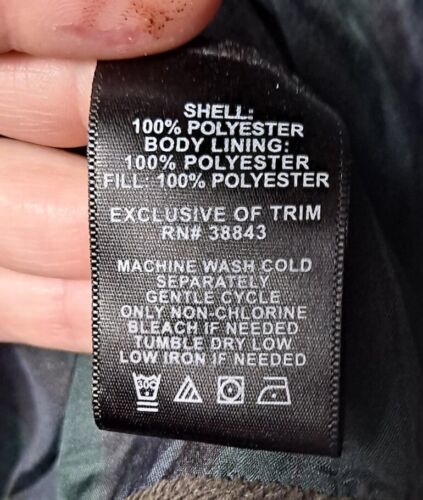 SHELL:
100% POLYESTER
BODY LINING:
100% POLYESTER
FILL: 100% POLYESTER
EXCLUSIVE OF TRIM
RN# 38843
MACHINE WASH COLD
SEPARATELY
GENTLE CYCLE
ONLY NON-CHLORINE
BLEACH IF NEEDED
TUMBLE DRY LOW
LOW IRON IF NEEDED
30C